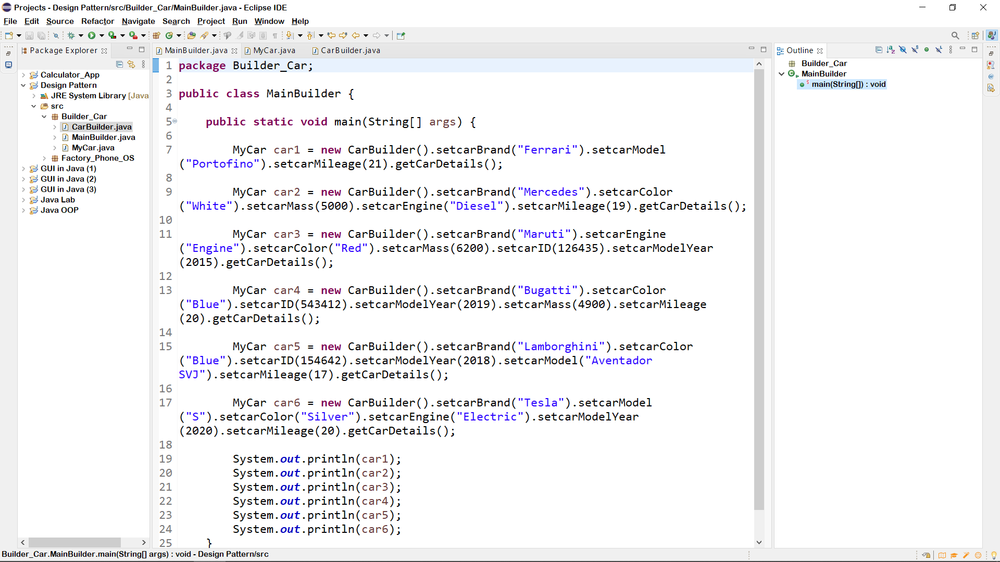 Projects - Design Pattern/src/Builder_Car/MainBuilder.java - Eclipse IDE
File Edit Source Refactor Navigate Search Project Run Window Help
Package Explorer
Calculator_App
Design Pattern
JRE System Library [Java
src
Builder_Car
CarBuilder.java
MainBuilder.java
MyCar.java
Factory_Phone_OS
GUI in Java (1)
GUI in Java (2)
GUI in Java (3)
Java Lab
Java OOP
MainBuilder.java MyCar.java CarBuilder.java
1 package Builder_Car;
2
3 public class MainBuilder {
4
5 public static void main(String[] args) {
6
7 MyCar car1 = new CarBuilder().setcarBrand("Ferrari").setcarModel
("Portofino").setcarMileage(21).getCarDetails();
8
9 MyCar car2 = new CarBuilder().setcarBrand("Mercedes").setcarColor
("White").setcarMass(5000).setcarEngine("Diesel").setcarMileage(19).getCarDetails();
10
11 MyCar car3 = new CarBuilder().setcarBrand("Maruti").setcarEngine
("Engine").setcarColor("Red").setcarMass(6200).setcarID(126435).setcarModelYear
(2015).getCarDetails();
12
13 MyCar car4 = new CarBuilder().setcarBrand("Bugatti").setcarColor
("Blue").setcarID(543412).setcarModelYear(2019).setcarMass(4900).setcarMileage
(20).getCarDetails();
14
15 MyCar car5 = new CarBuilder().setcarBrand("Lamborghini").setcarColor
("Blue").setcarID(154642).setcarModelYear(2018).setcarModel("Aventador
SVJ").setcarMileage(17).getCarDetails();
16
17 MyCar car6 = new CarBuilder().setcarBrand("Tesla").setcarModel
("S").setcarColor("Silver").setcarEngine("Electric").setcarModelYear
(2020).setcarMileage(20).getCarDetails();
18
19 System.out.println(car1);
20 System.out.println(car2);
21 System.out.println(car3);
22 System.out.println(car4);
23 System.out.println(car5);
24 System.out.println(car6);
25 }
Outline
Builder_Car
MainBuilder
main(String[]) : void
Builder_Car.MainBuilder.main(String[] args) : void - Design Pattern/src